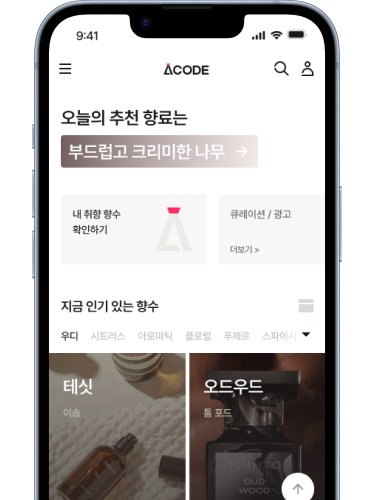 9:41
ACODE
오늘의 추천 향료는
부드럽고 크리미한 나무 →
내 취향 향수
확인하기
큐레이션 / 광고
더보기 >
지금 인기 있는 향수
우디 시트러스 아로마틱 플로럴 푸제르 스파이시
테싯
이솝
오드우드
톰 포드
TOM FORD
OUD
WOOD